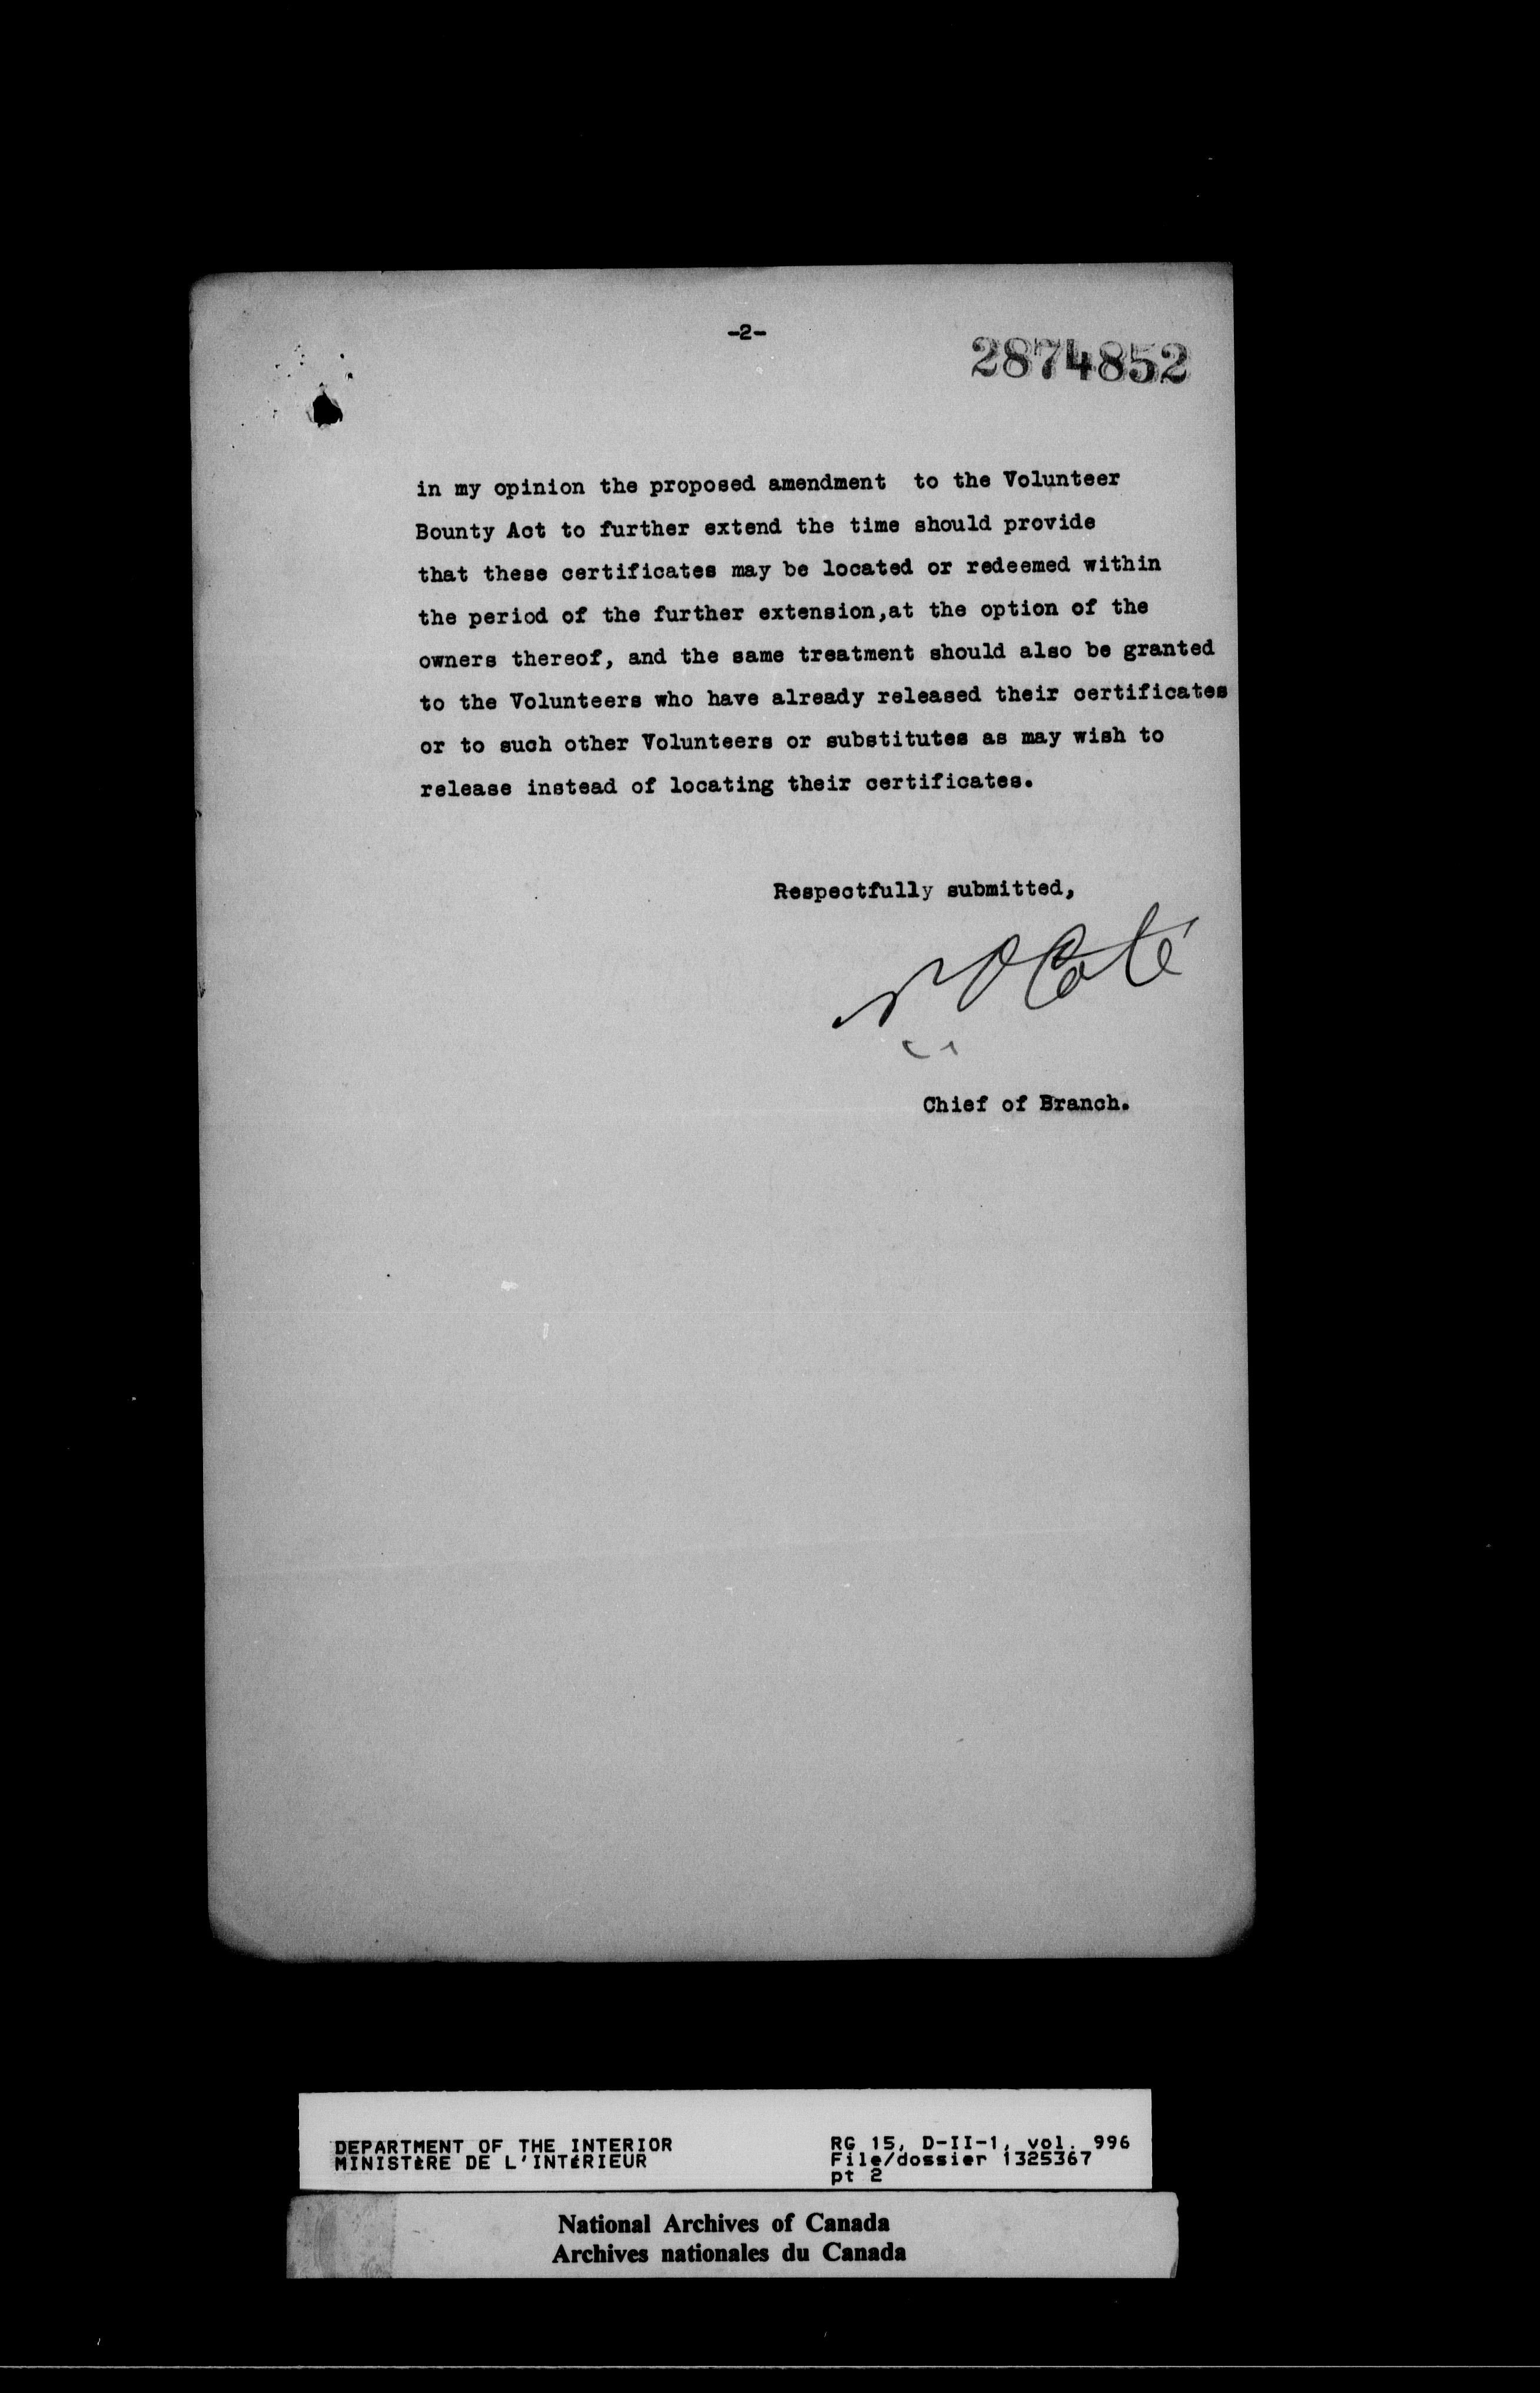 -2-
2874852
in my opinion the proposed amendment to the Volunteer
Bounty Act to further extend the time should provide
that these certificates may be located or redeemed within
the period of the further extension,at the option of the
owners thereof, and the same treatment should also be granted
to the Volunteers who have already released their certificates
or to such other Volunteers or substitutes as may wish to
release instead of locating their certificates.
Respectfully submitted,
N O Coté
Chief of Branch.
DEPARTMENT OF THE INTERIOR
MINISTÈRE DE L'INTÉRIEUR
RG 15, D-II-1, vol. 996
File/dossier 1325367
pt 2
National Archives of Canada
Archives nationales du Canada